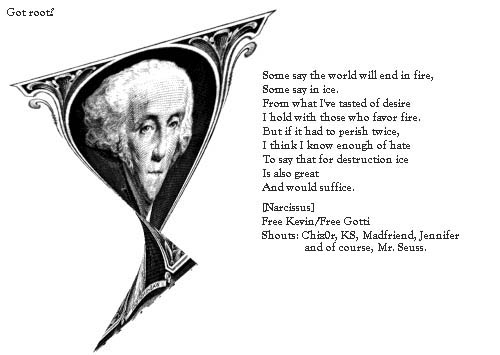 Got root?
Some say the world will end in fire,
Some say in ice.
From what I've tasted of desire
I hold with those who favor fire.
But if it had to perish twice,
I think I know enough of hate
To say that for destruction ice
Is also great
And would suffice.
[Narcissus]
Free Kevin/Free Gotti
Shouts: Chiz0r, KS, Madfriend, Jennifer
and of course, Mr. Seuss.